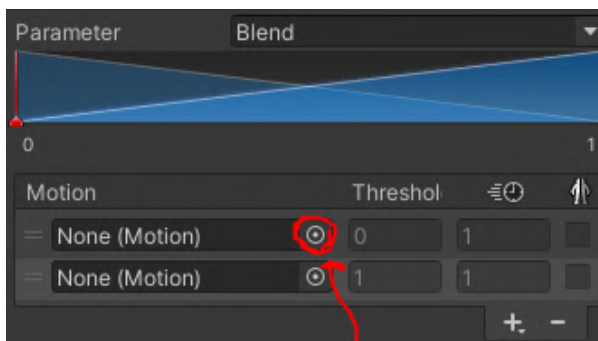 Parameter Blend
0 1
Motion Threshol
None (Motion) 0 1
None (Motion) 1 1